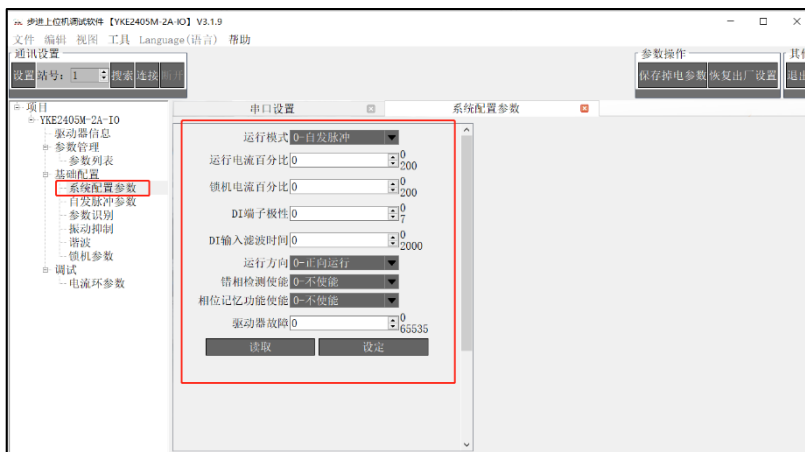 步进上位机调试软件 【YKE2405M-2A-IO】 V3.1.9
文件 编辑 视图 工具 Language(语言) 帮助
通讯设置
设置 站号: 1 搜索 连接 断开
参数操作
保存掉电参数 恢复出厂设置
其他
退出
项目
YKE2405M-2A-IO
驱动器信息
参数管理
参数列表
基础配置
系统配置参数
自发脉冲参数
参数识别
振动抑制
谐波
锁机参数
调试
电流环参数
串口设置
系统配置参数
运行模式 0-自发脉冲
运行电流百分比 0 0 200
锁机电流百分比 0 0 200
DI端子极性 0 0 7
DI输入滤波时间 0 0 2000
运行方向 0-正向运行
错相检测使能 0-不使能
相位记忆功能使能 0-不使能
驱动器故障 0 0 65535
读取 设定